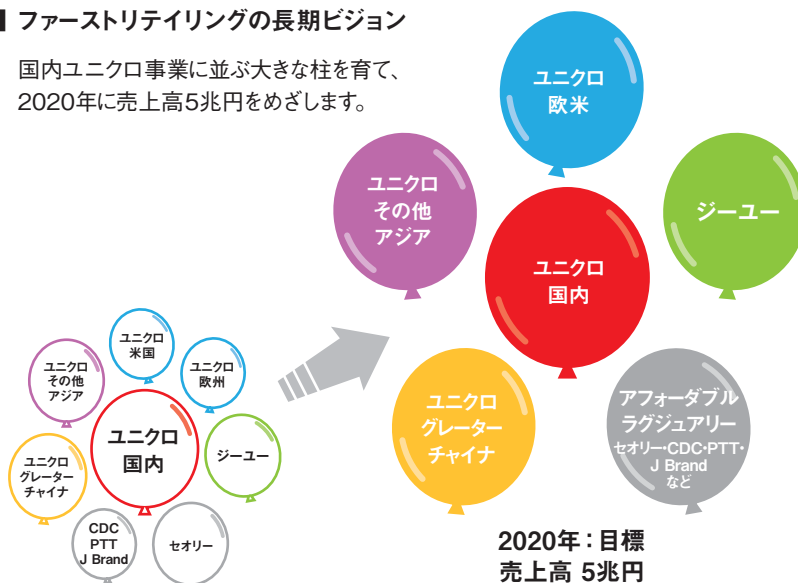 ファーストリテイリングの長期ビジョン
国内ユニクロ事業に並ぶ大きな柱を育て、
2020年に売上高5兆円をめざします。
ユニクロ
米国
ユニクロ
その他
アジア
ユニクロ
欧州
ユニクロ
国内
ジーユー
ユニクロ
グレーター
チャイナ
CDC
PTT
J Brand
セオリー
ユニクロ
欧米
ユニクロ
その他
アジア
ジーユー
ユニクロ
国内
ユニクロ
グレーター
チャイナ
アフォーダブル
ラグジュアリー
セオリー・CDC・PTT・
J Brand
など
2020年：目標
売上高 5兆円